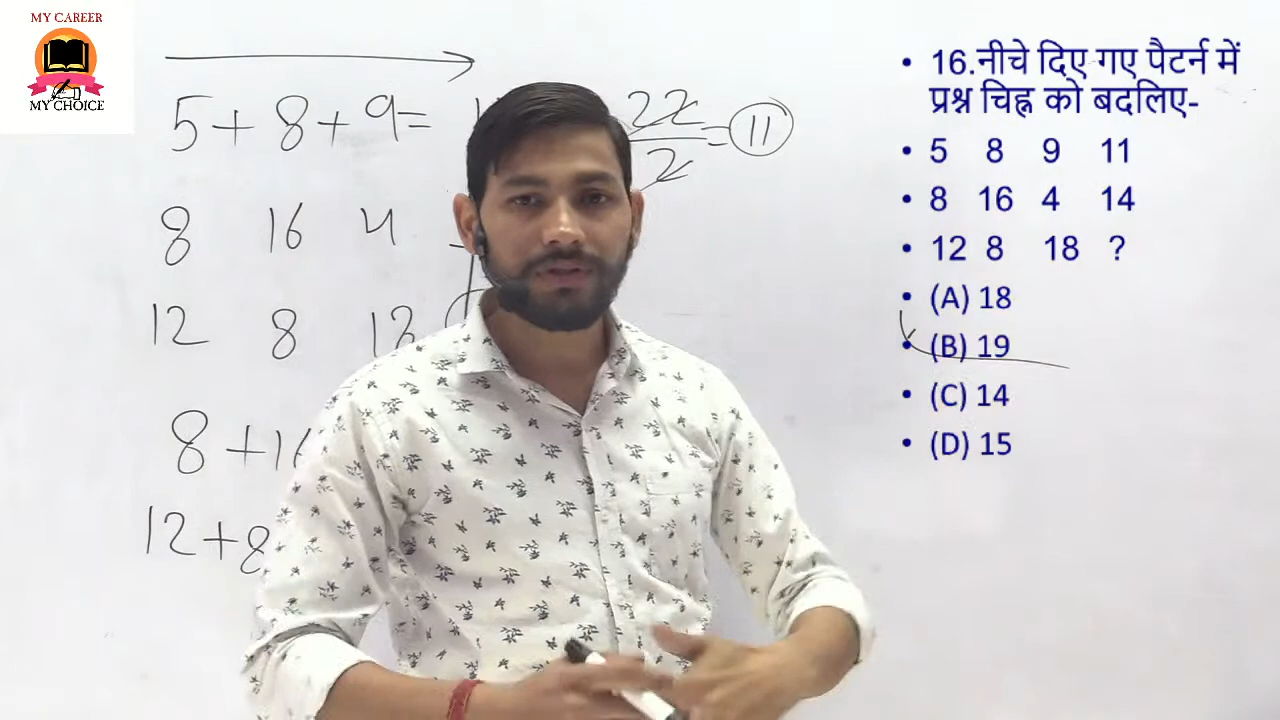 MY CAREER
MY CHOICE
5+8+9=
22/2=11
8 16 4
12 8
8+16
12+8
• 16.नीचे दिए गए पैटर्न में
प्रश्न चिह्न को बदलिए-
• 5 8 9 11
• 8 16 4 14
• 12 8 18 ?
• (A) 18
• (B) 19
• (C) 14
• (D) 15